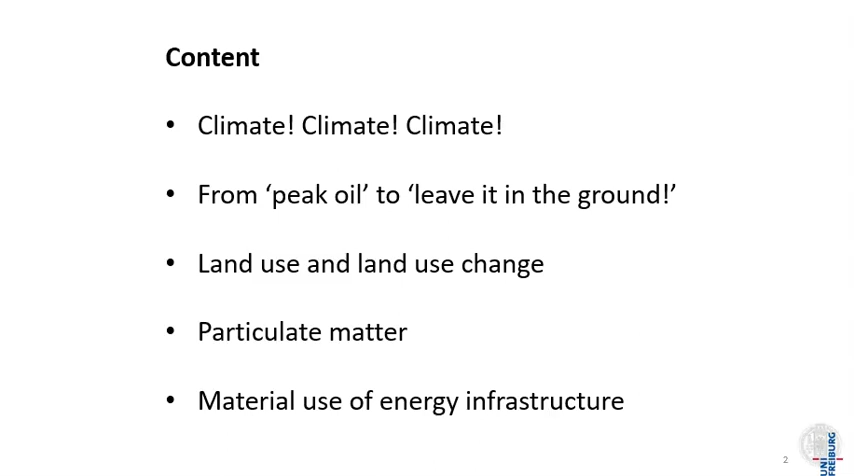 Content
• Climate! Climate! Climate!
• From ‘peak oil’ to ‘leave it in the ground!’
• Land use and land use change
• Particulate matter
• Material use of energy infrastructure
2
UNI
FREIBURG